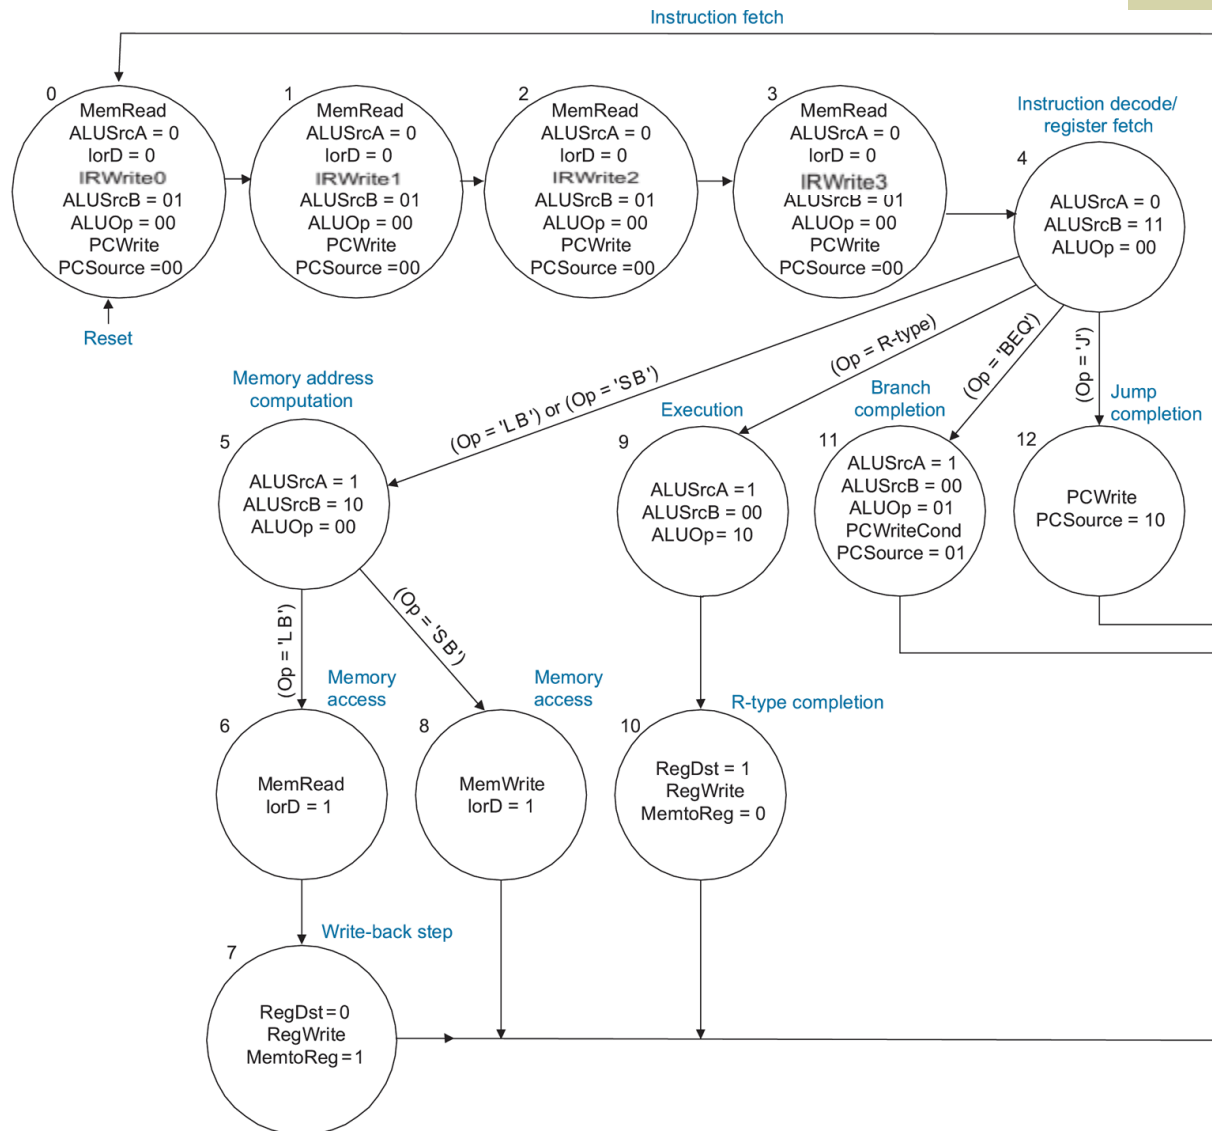 Instruction fetch
0
MemRead
ALUSrcA = 0
IorD = 0
IRWrite0
ALUSrcB = 01
ALUOp = 00
PCWrite
PCSource =00
Reset
1
MemRead
ALUSrcA = 0
IorD = 0
IRWrite1
ALUSrcB = 01
ALUOp = 00
PCWrite
PCSource =00
2
MemRead
ALUSrcA = 0
IorD = 0
IRWrite2
ALUSrcB = 01
ALUOp = 00
PCWrite
PCSource =00
3
MemRead
ALUSrcA = 0
IorD = 0
IRWrite3
ALUSrcB = 01
ALUOp = 00
PCWrite
PCSource =00
Instruction decode/
register fetch
4
ALUSrcA = 0
ALUSrcB = 11
ALUOp = 00
(Op = 'LB') or (Op = 'SB')
(Op = R-type)
(Op = 'BEQ')
(Op = 'J')
Memory address
computation
5
ALUSrcA = 1
ALUSrcB = 10
ALUOp = 00
Execution
9
ALUSrcA =1
ALUSrcB = 00
ALUOp= 10
Branch
completion
11
ALUSrcA = 1
ALUSrcB = 00
ALUOp = 01
PCWriteCond
PCSource = 01
Jump
completion
12
PCWrite
PCSource = 10
(Op = 'LB')
(Op = 'SB')
Memory
access
6
MemRead
IorD = 1
Memory
access
8
MemWrite
IorD = 1
R-type completion
10
RegDst = 1
RegWrite
MemtoReg = 0
Write-back step
7
RegDst=0
RegWrite
MemtoReg=1